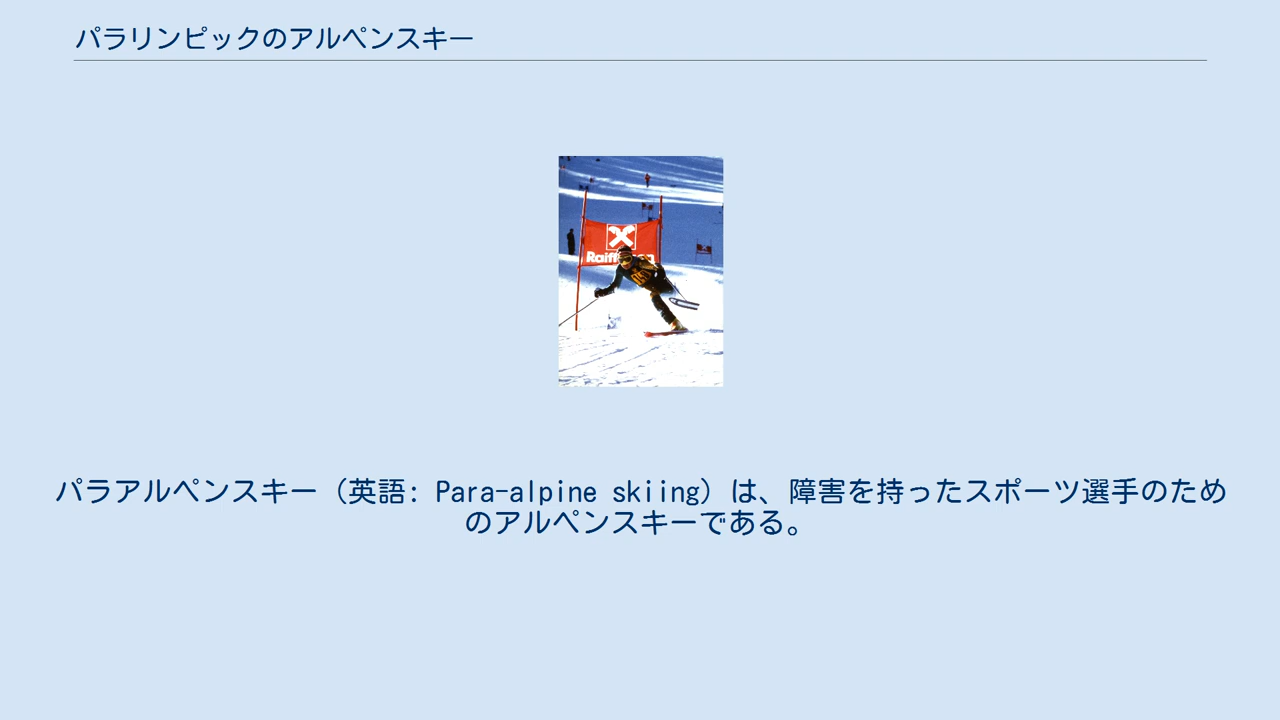 パラリンピックのアルペンスキー
パラアルペンスキー（英語: Para-alpine skiing）は、障害を持ったスポーツ選手のため
のアルペンスキーである。